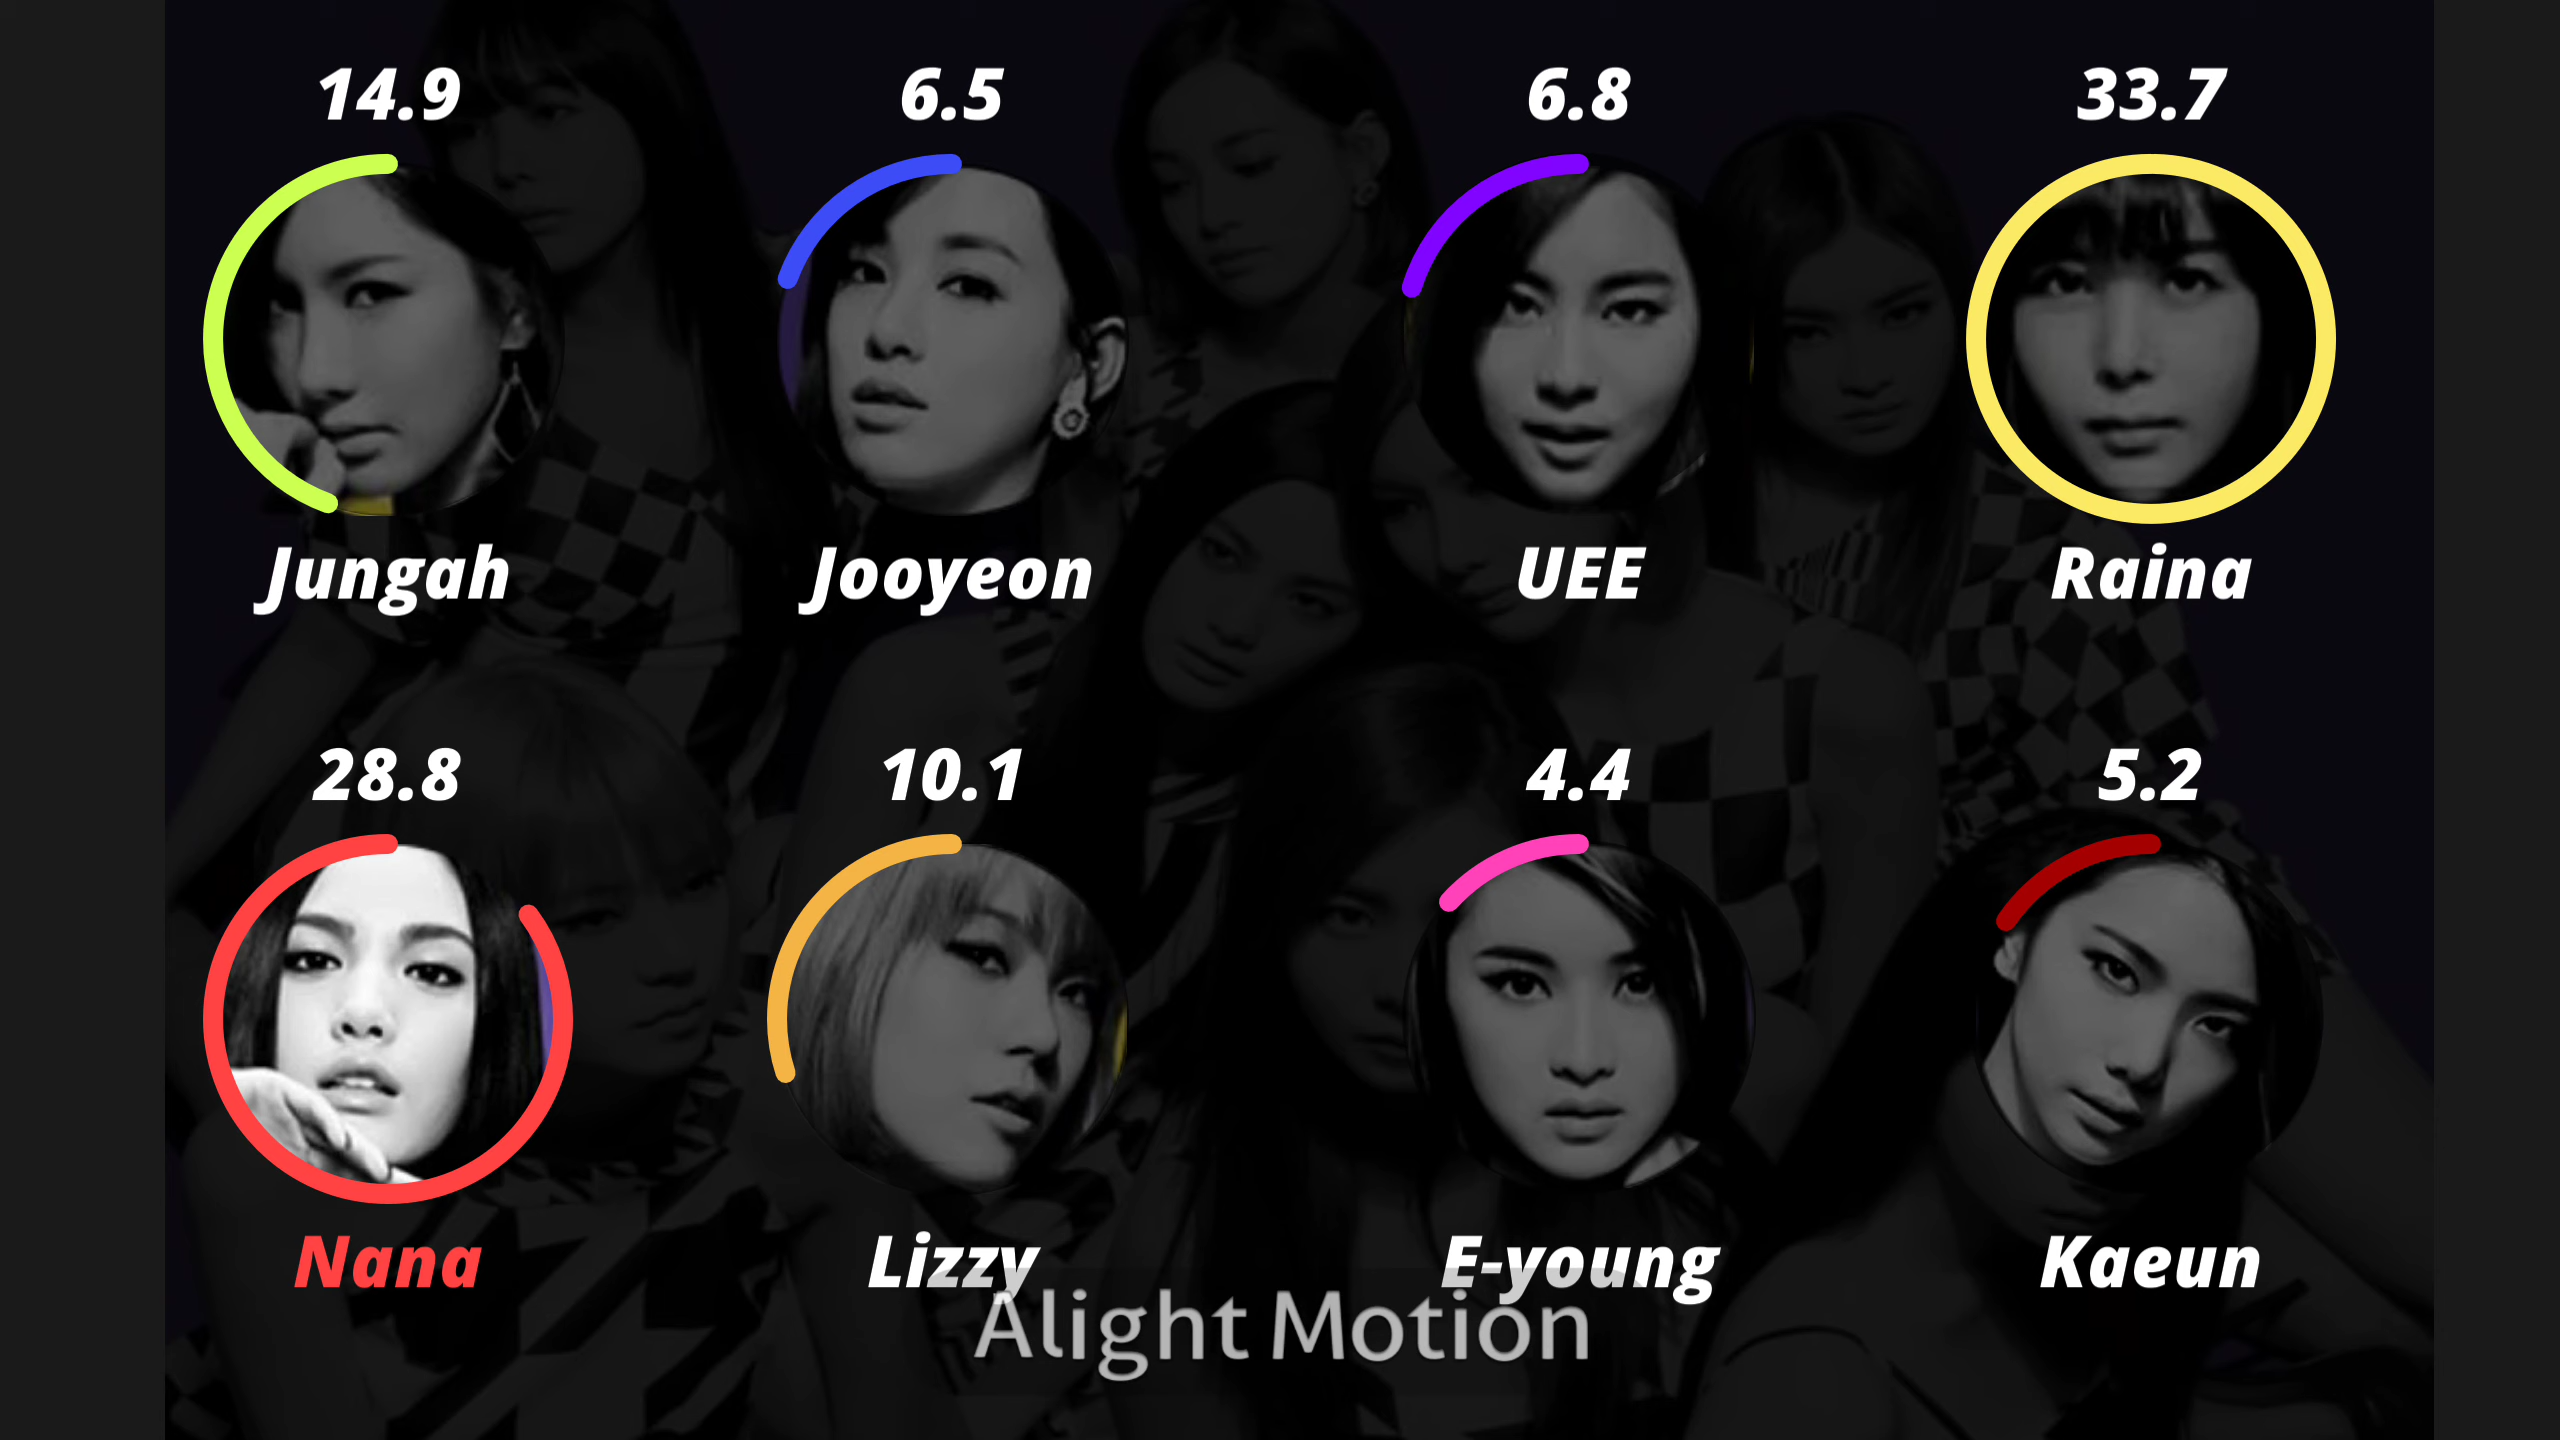 14.9 6.5 6.8 33.7
Jungah Jooyeon UEE Raina
28.8 10.1 4.4 5.2
Nana Lizzy E-young Kaeun
Alight Motion